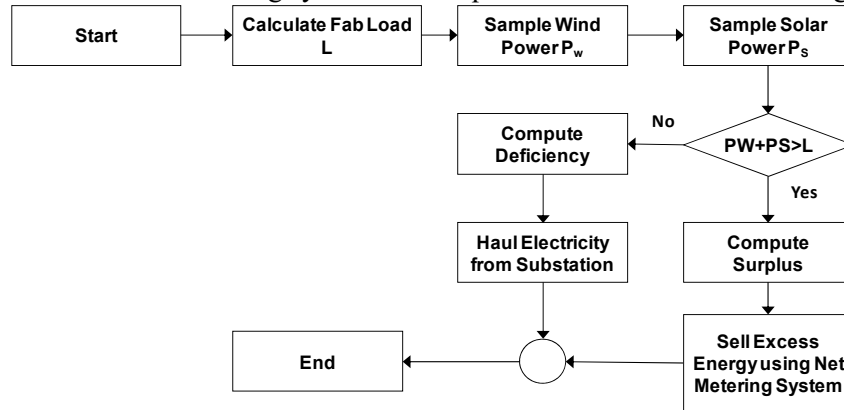 Start
Calculate Fab Load
L
Sample Wind
Power Pw
Sample Solar
Power PS
No
Compute
Deficiency
PW+PS>L
Yes
Haul Electricity
from Substation
Compute
Surplus
End
Sell Excess
Energy using Net
Metering System